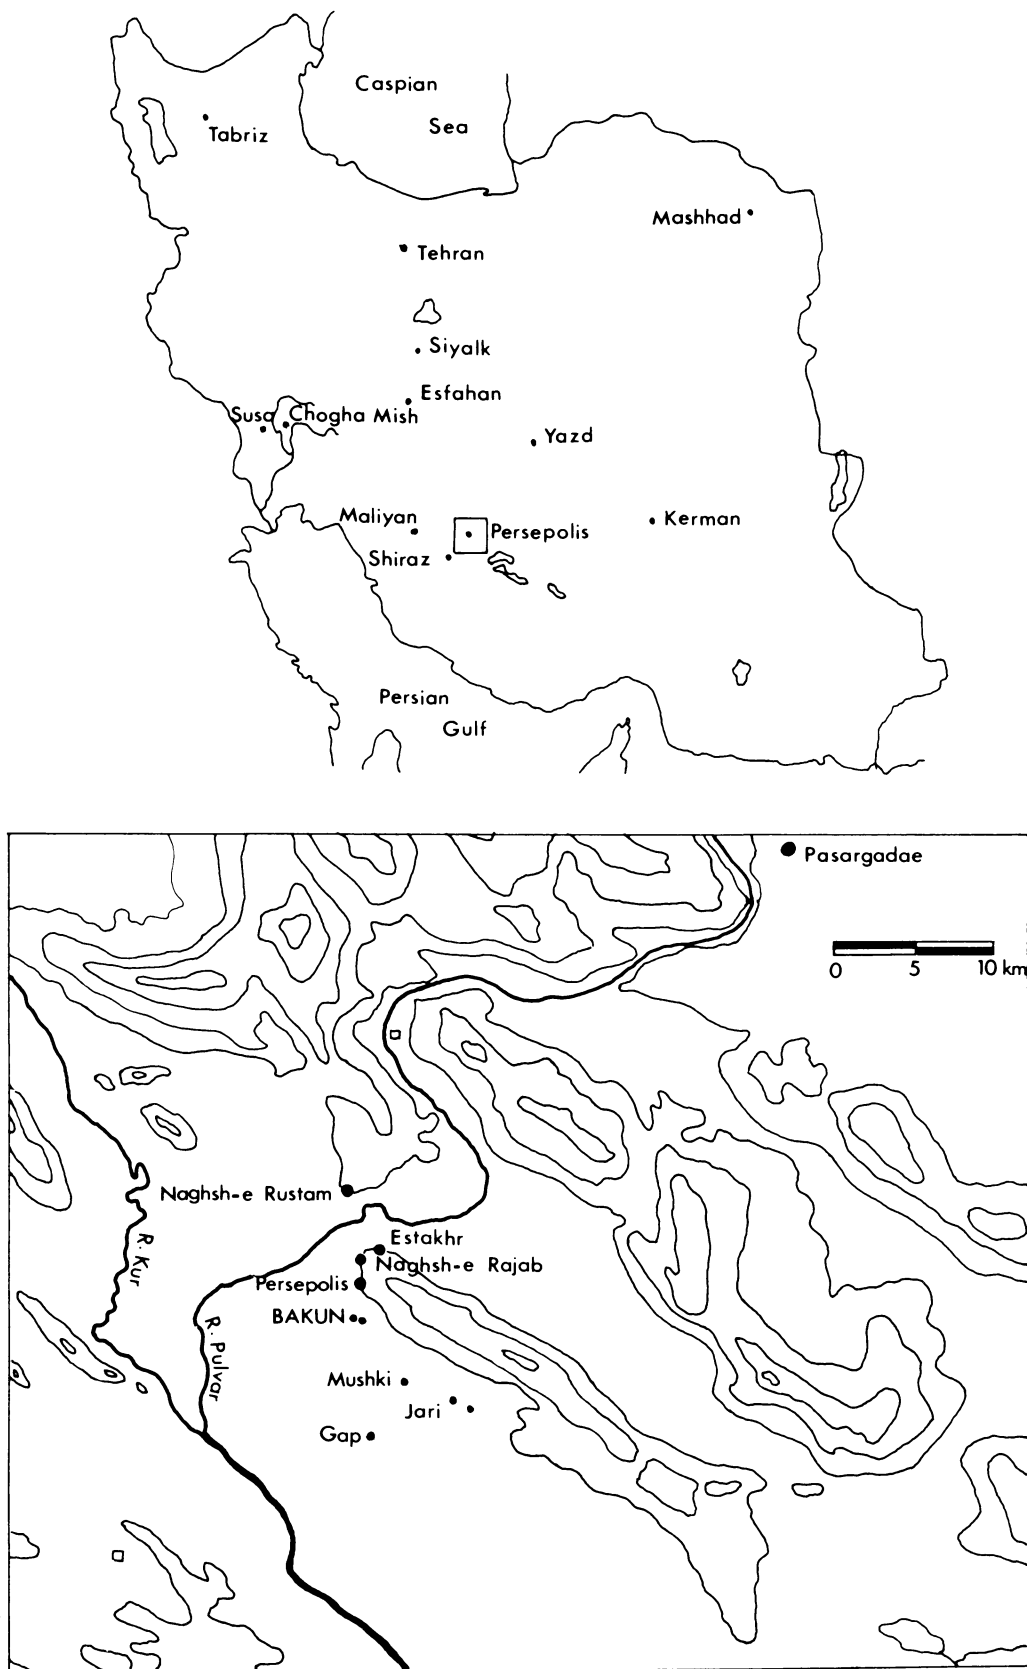 Caspian
Sea
Tabriz
Mashhad
Tehran
Siyalk
Esfahan
Susa Chogha Mish
Yazd
Maliyan
Persepolis
Kerman
Shiraz
Persian
Gulf
Pasargadae
0 5 10 km
Naghsh-e Rustam
Estakhr
R. Kur
Naghsh-e Rajab
Persepolis
BAKUN
R. Pulvar
Mushki
Jari
Gap